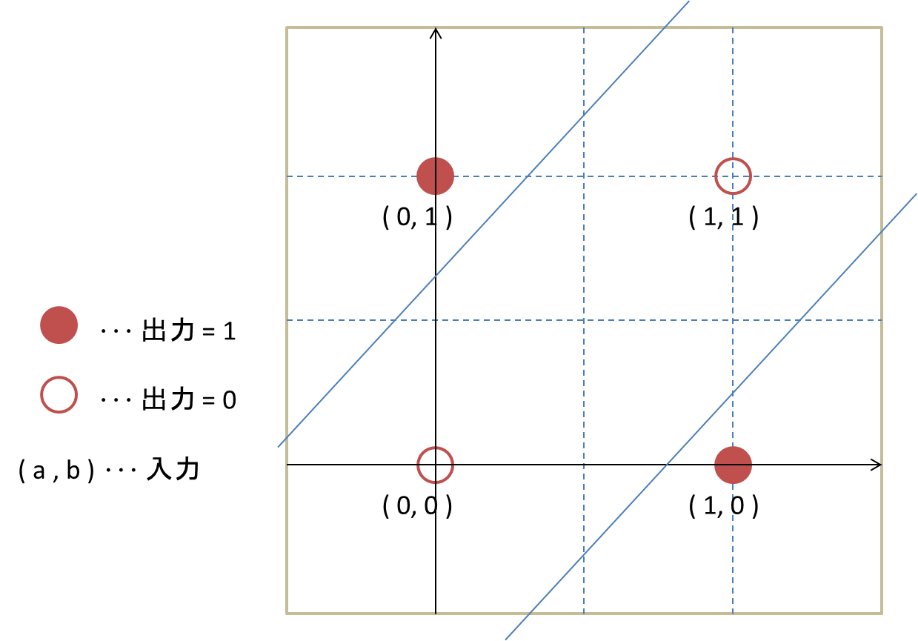 ( 0, 1 )
( 1, 1 )
･･･ 出力 = 1
･･･ 出力 = 0
( a , b ) ･･･ 入力
( 0, 0 )
( 1, 0 )